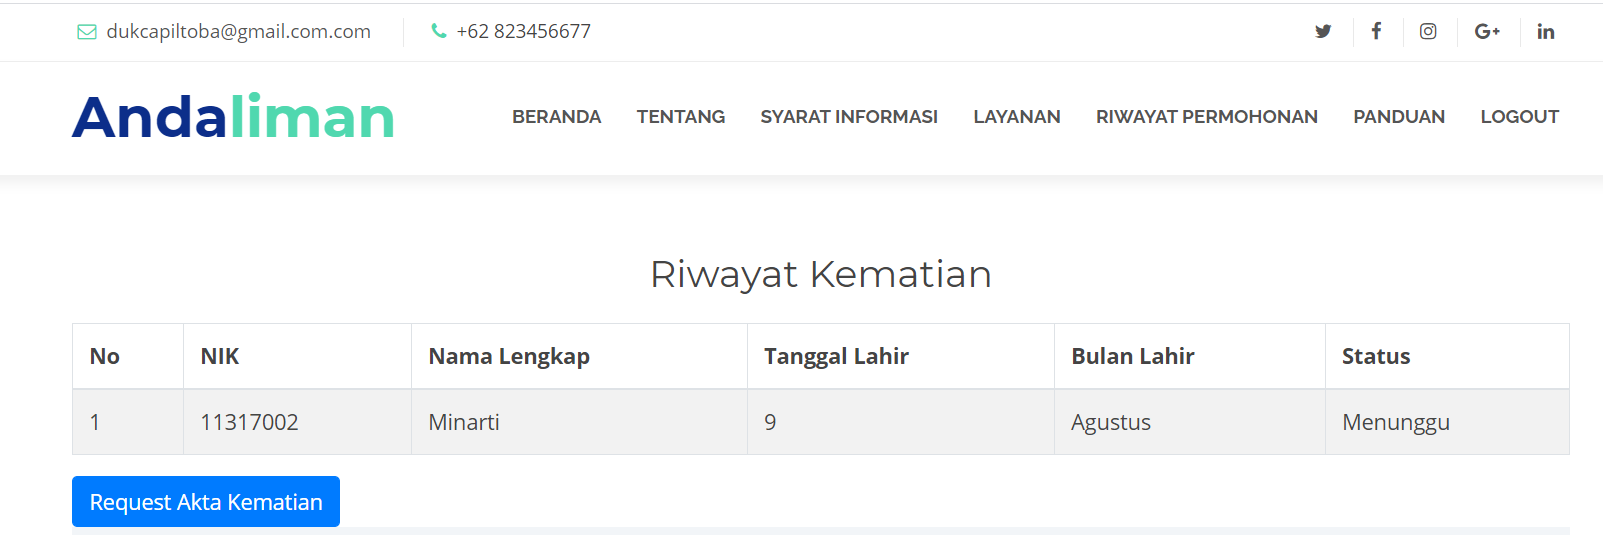 dukcapiltoba@gmail.com.com +62 823456677
Andaliman BERANDA TENTANG SYARAT INFORMASI LAYANAN RIWAYAT PERMOHONAN PANDUAN LOGOUT
Riwayat Kematian
No NIK Nama Lengkap Tanggal Lahir Bulan Lahir Status
1 11317002 Minarti 9 Agustus Menunggu
Request Akta Kematian